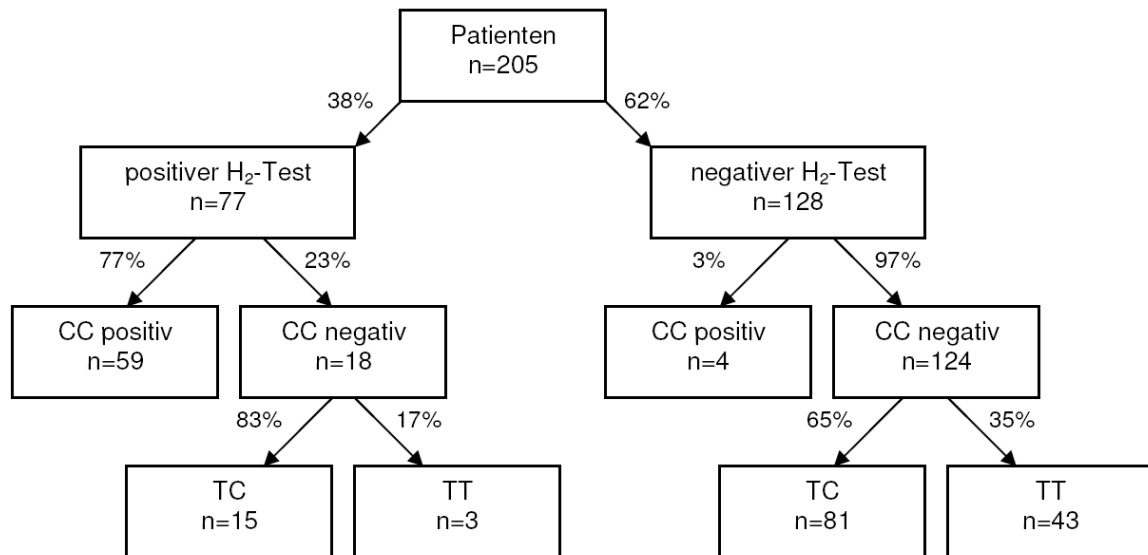 Patienten
n=205
38%
62%
positiver H₂-Test
n=77
negativer H₂-Test
n=128
77%
23%
3%
97%
CC positiv
n=59
CC negativ
n=18
CC positiv
n=4
CC negativ
n=124
83%
17%
65%
35%
TC
n=15
TT
n=3
TC
n=81
TT
n=43